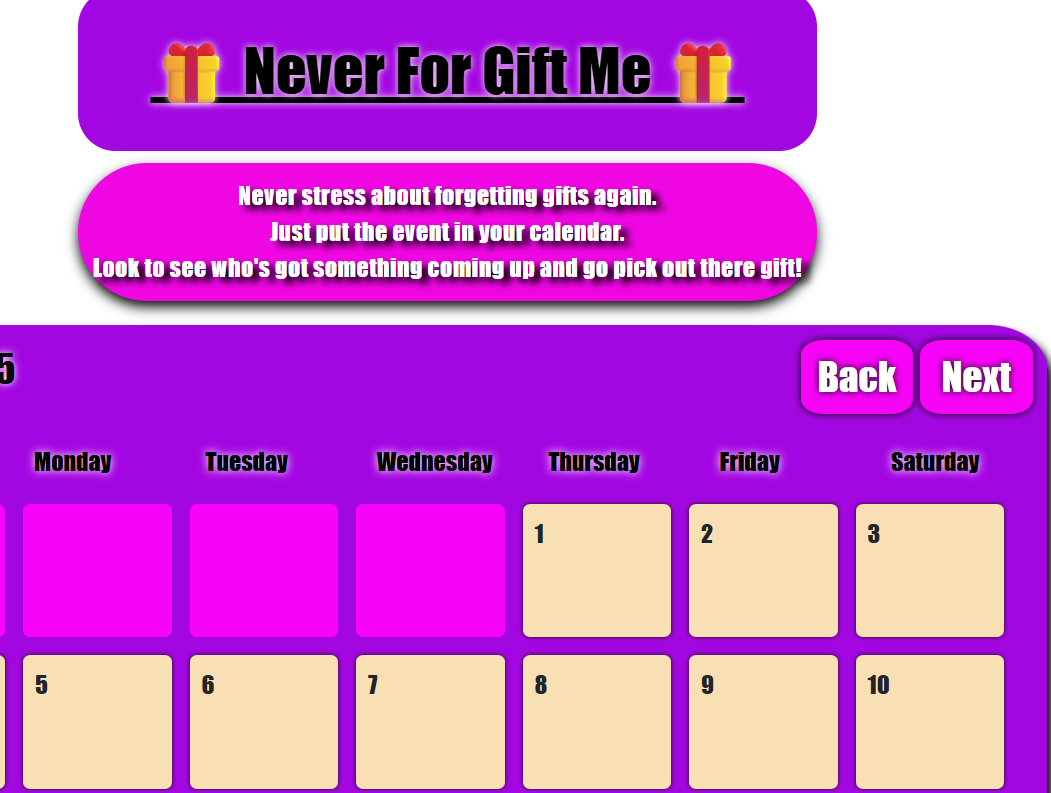 🎁 Never For Gift Me 🎁
Never stress about forgetting gifts again.
Just put the event in your calendar.
Look to see who's got something coming up and go pick out there gift!
5
Back Next
Monday Tuesday Wednesday Thursday Friday Saturday
1 2 3
5 6 7 8 9 10